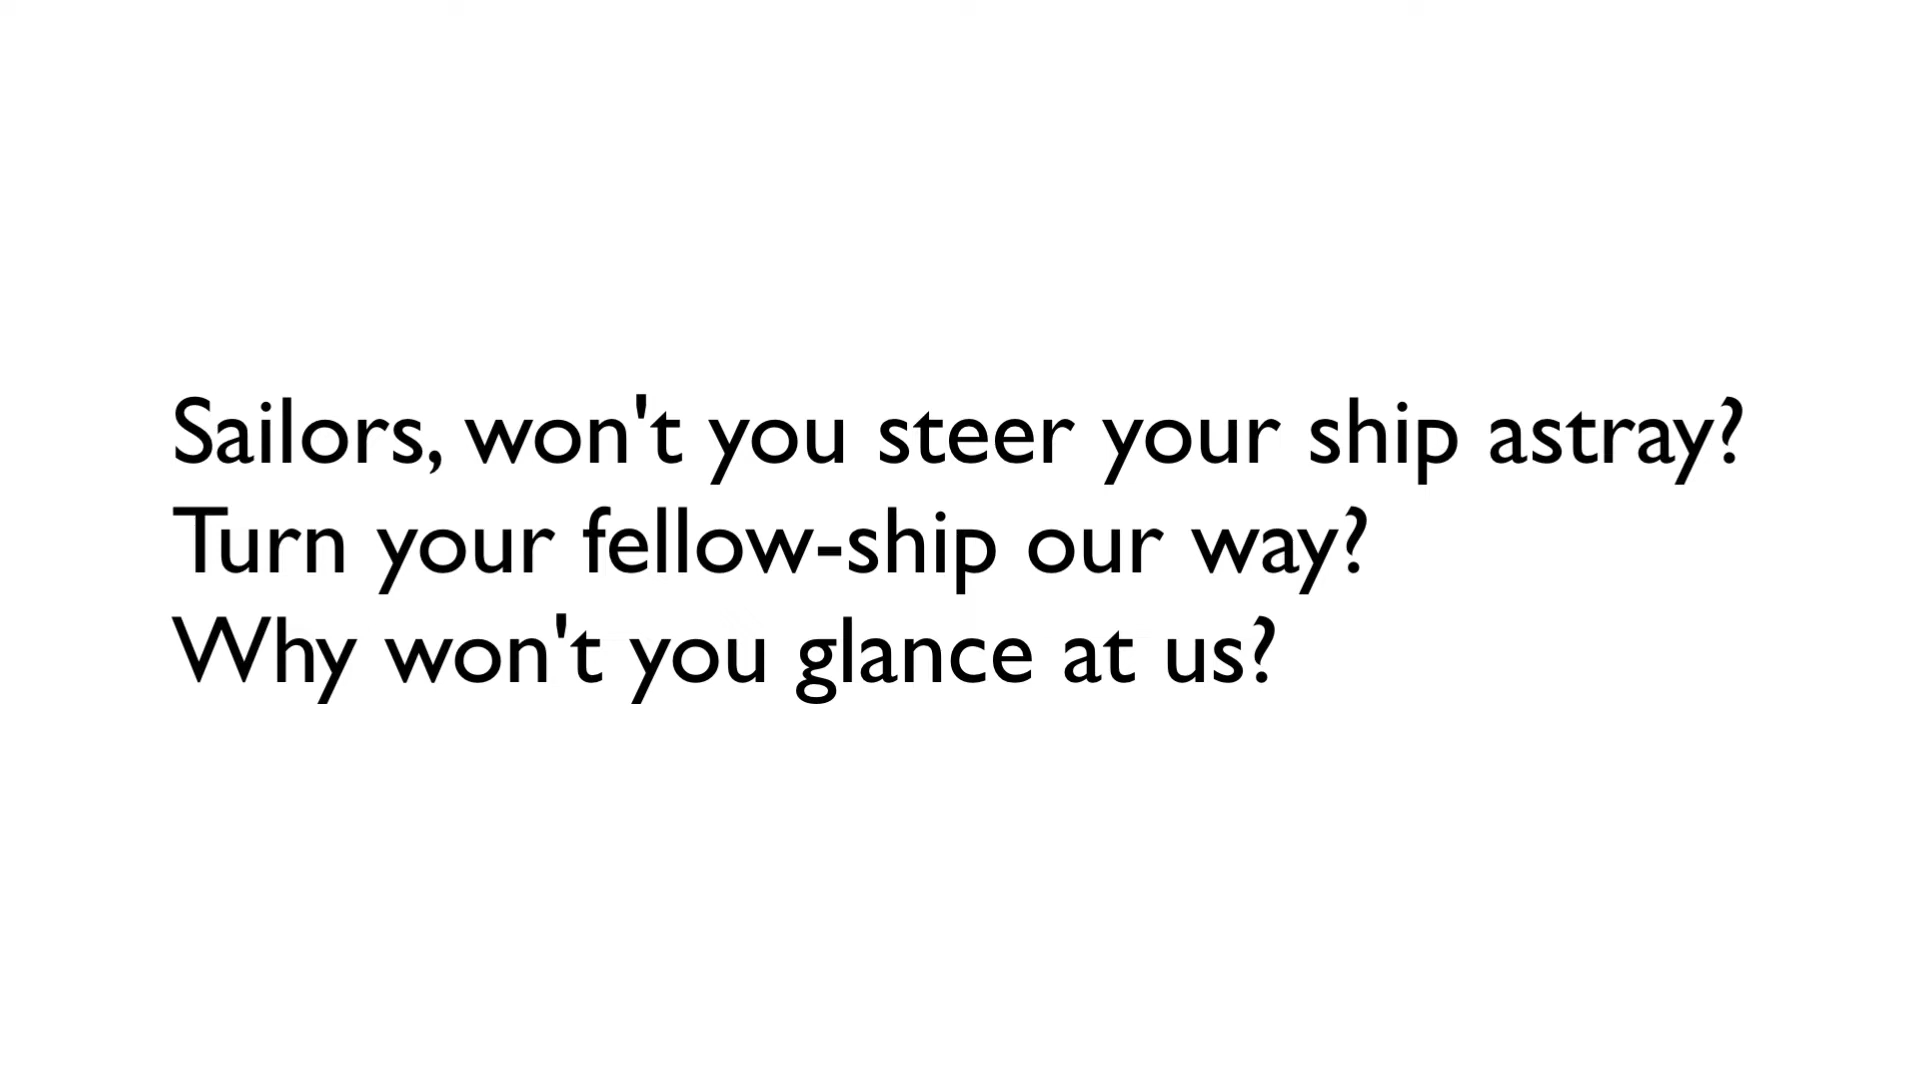 Sailors, won't you steer your ship astray?
Turn your fellow-ship our way?
Why won't you glance at us?